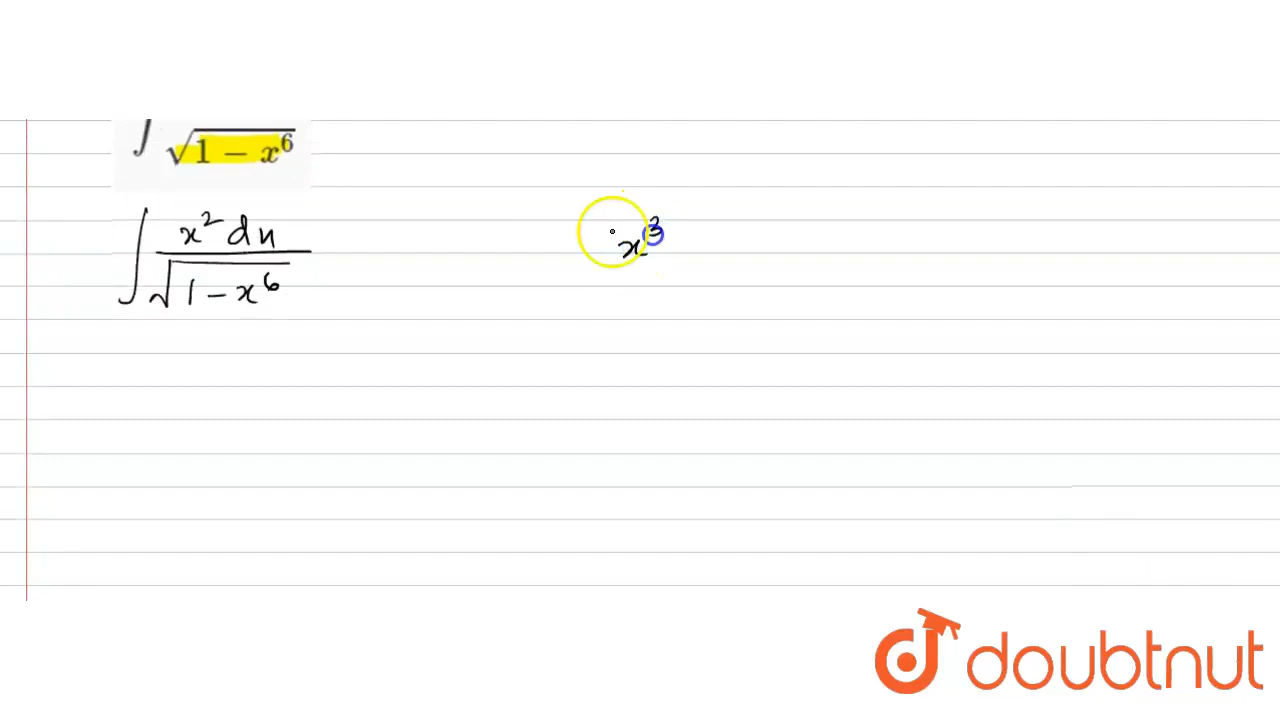 ∫ √1 − x⁶
∫ x² dx / √1 − x⁶
x³
doubtnut